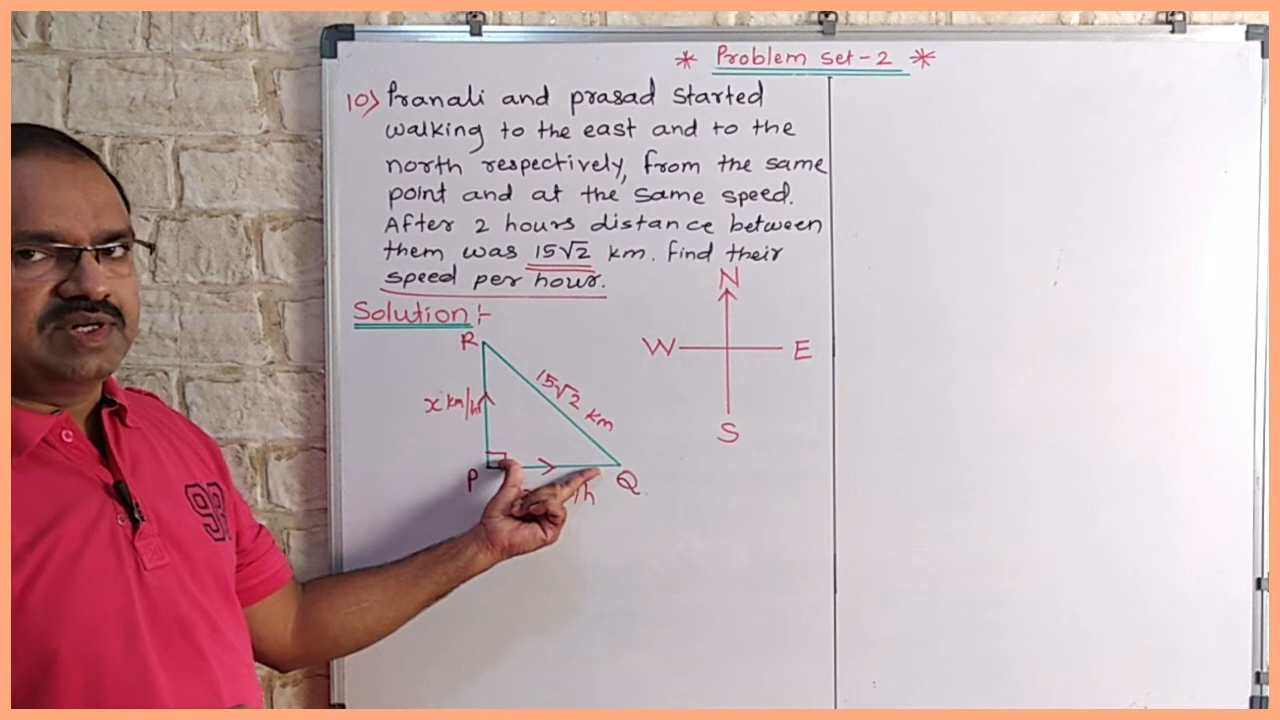 * Problem Set-2 *
10) Pranali and prasad started
walking to the east and to the
north respectively, from the same
point and at the same speed.
After 2 hours distance between
them was 15√2 km. Find their
speed per hour.
Solution :-
N
W E
S
R
x km/hr
15√2 km
P
Q